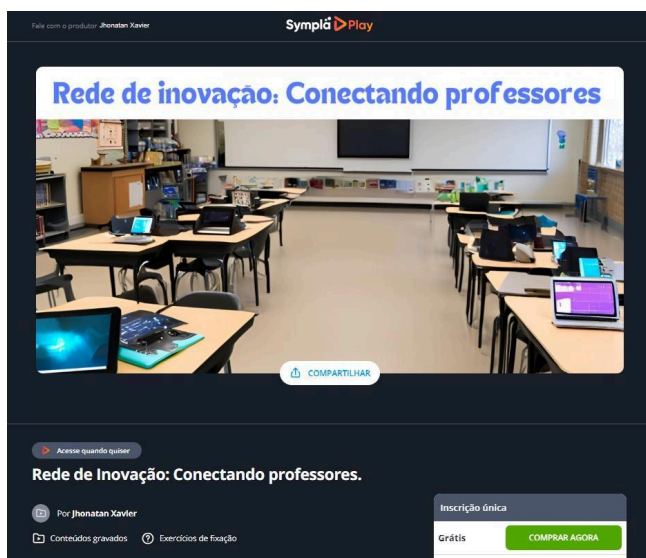 Fale com o produtor Jhonatan Xavier
Sympla Play
Rede de inovação: Conectando professores
COMPARTILHAR
Acesse quando quiser
Rede de Inovação: Conectando professores.
Por Jhonatan Xavier
Conteúdos gravados Exercícios de fixação
Inscrição única
Grátis COMPRAR AGORA